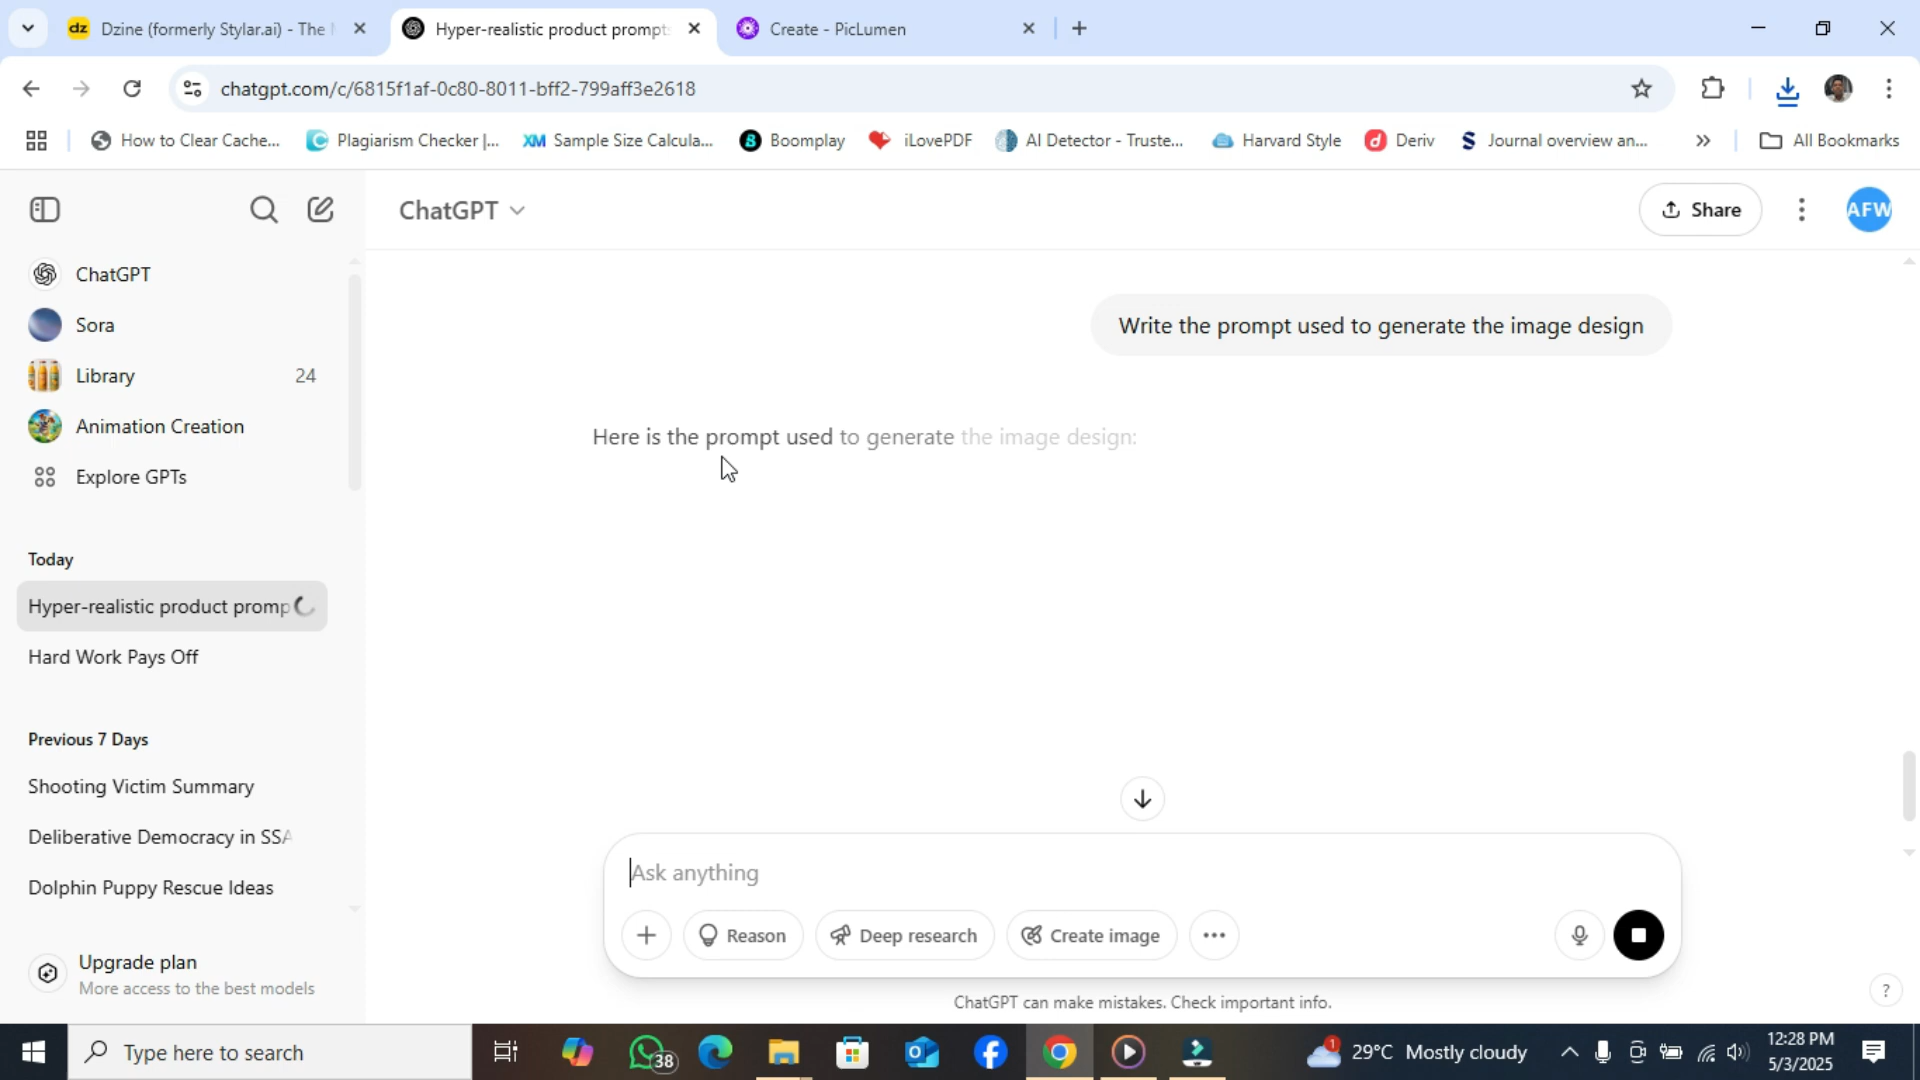 Dzine (formerly Stylar.ai) - The
Hyper-realistic product prompt
Create - PicLumen
chatgpt.com/c/6815f1af-0c80-8011-bff2-799aff3e2618
How to Clear Cache...
Plagiarism Checker |...
XM Sample Size Calcula...
Boomplay
iLovePDF
AI Detector - Truste...
Harvard Style
Deriv
Journal overview an...
All Bookmarks
ChatGPT
Share
AFW
ChatGPT
Sora
Library 24
Animation Creation
Explore GPTs
Today
Hyper-realistic product promp
Hard Work Pays Off
Previous 7 Days
Shooting Victim Summary
Deliberative Democracy in SSA
Dolphin Puppy Rescue Ideas
Upgrade plan
More access to the best models
Write the prompt used to generate the image design
Here is the prompt used to generate the image design:
Ask anything
Reason
Deep research
Create image
ChatGPT can make mistakes. Check important info.
?
Type here to search
38
1
29°C Mostly cloudy
12:28 PM
5/3/2025